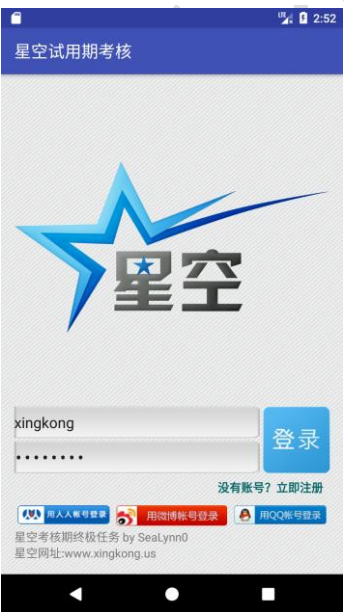 2:52
星空试用期考核
星空
xingkong
登录
没有账号？立即注册
用人人帐号登录 用微博帐号登录 用QQ帐号登录
星空考核期终极任务 by SeaLynn0
星空网址:www.xingkong.us